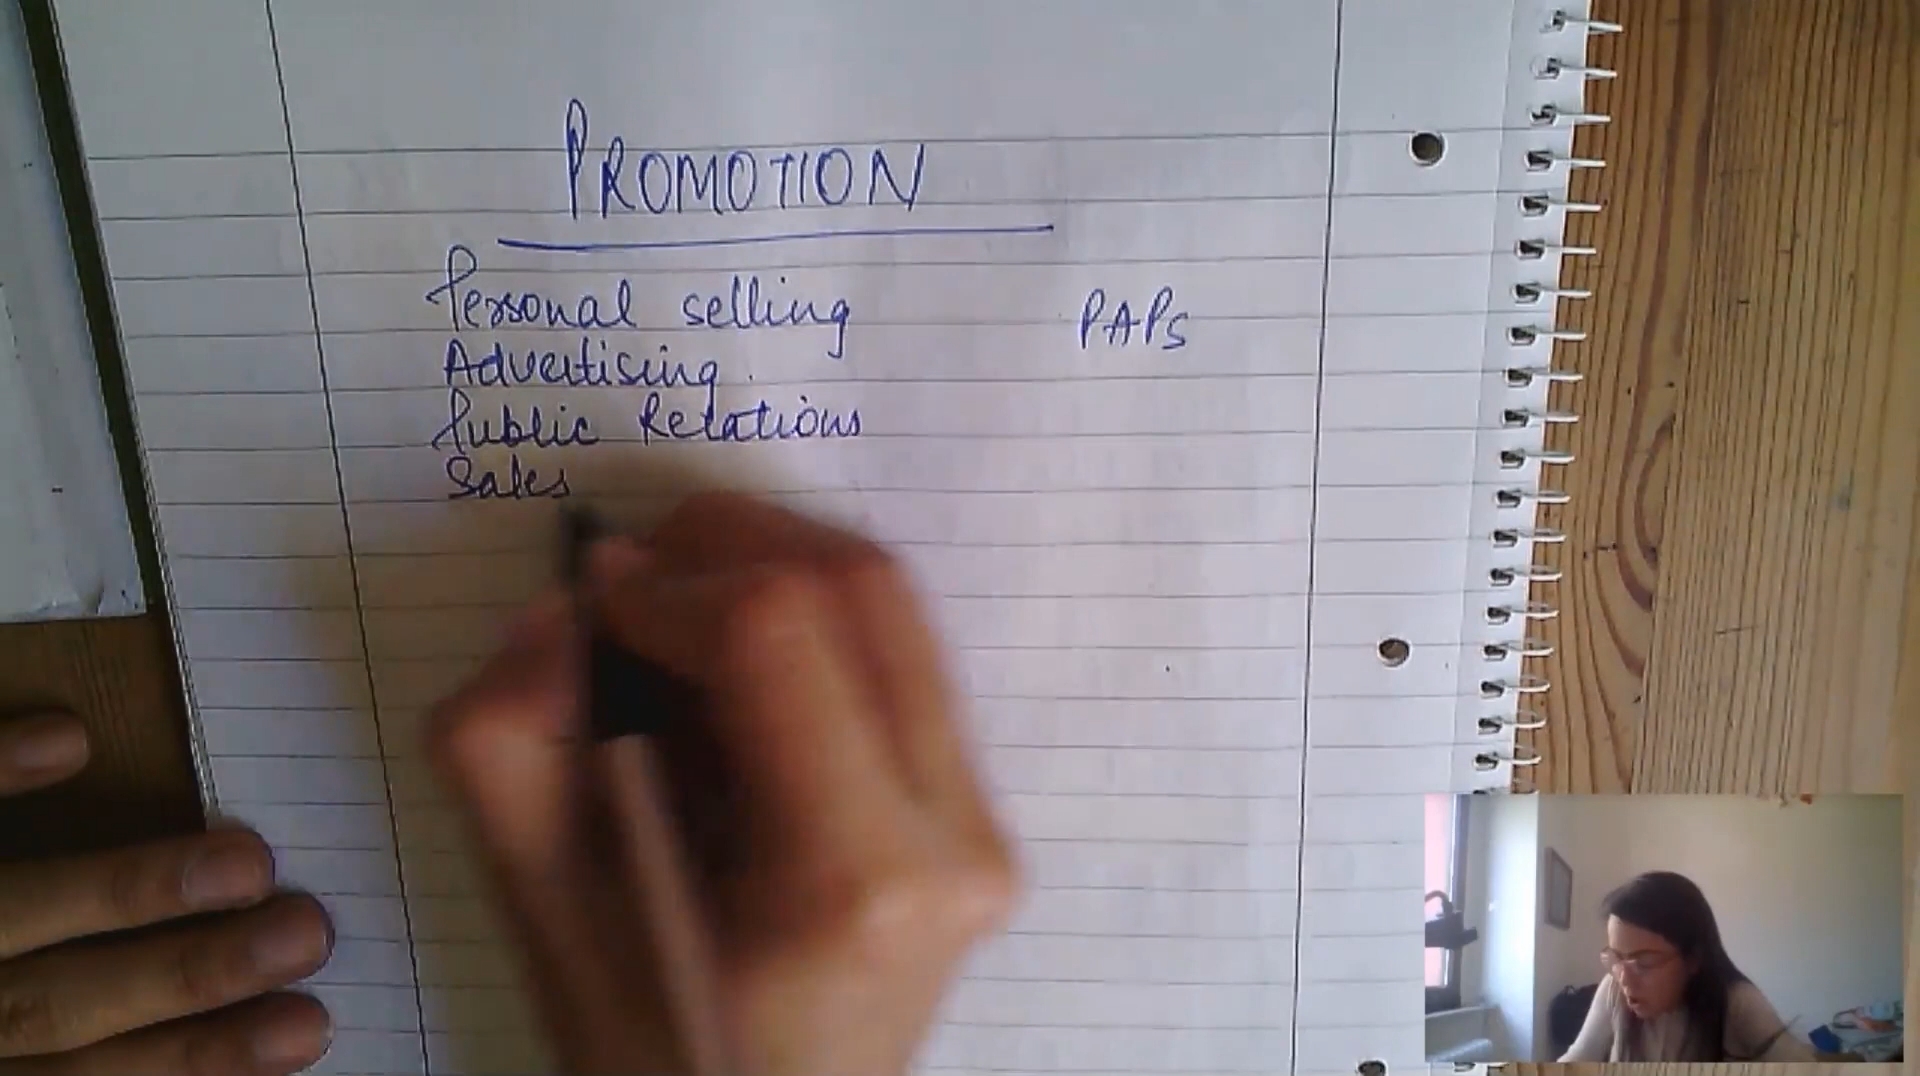 PROMOTION
Personal selling
PAPS
Advertising.
Public Relations
Sales